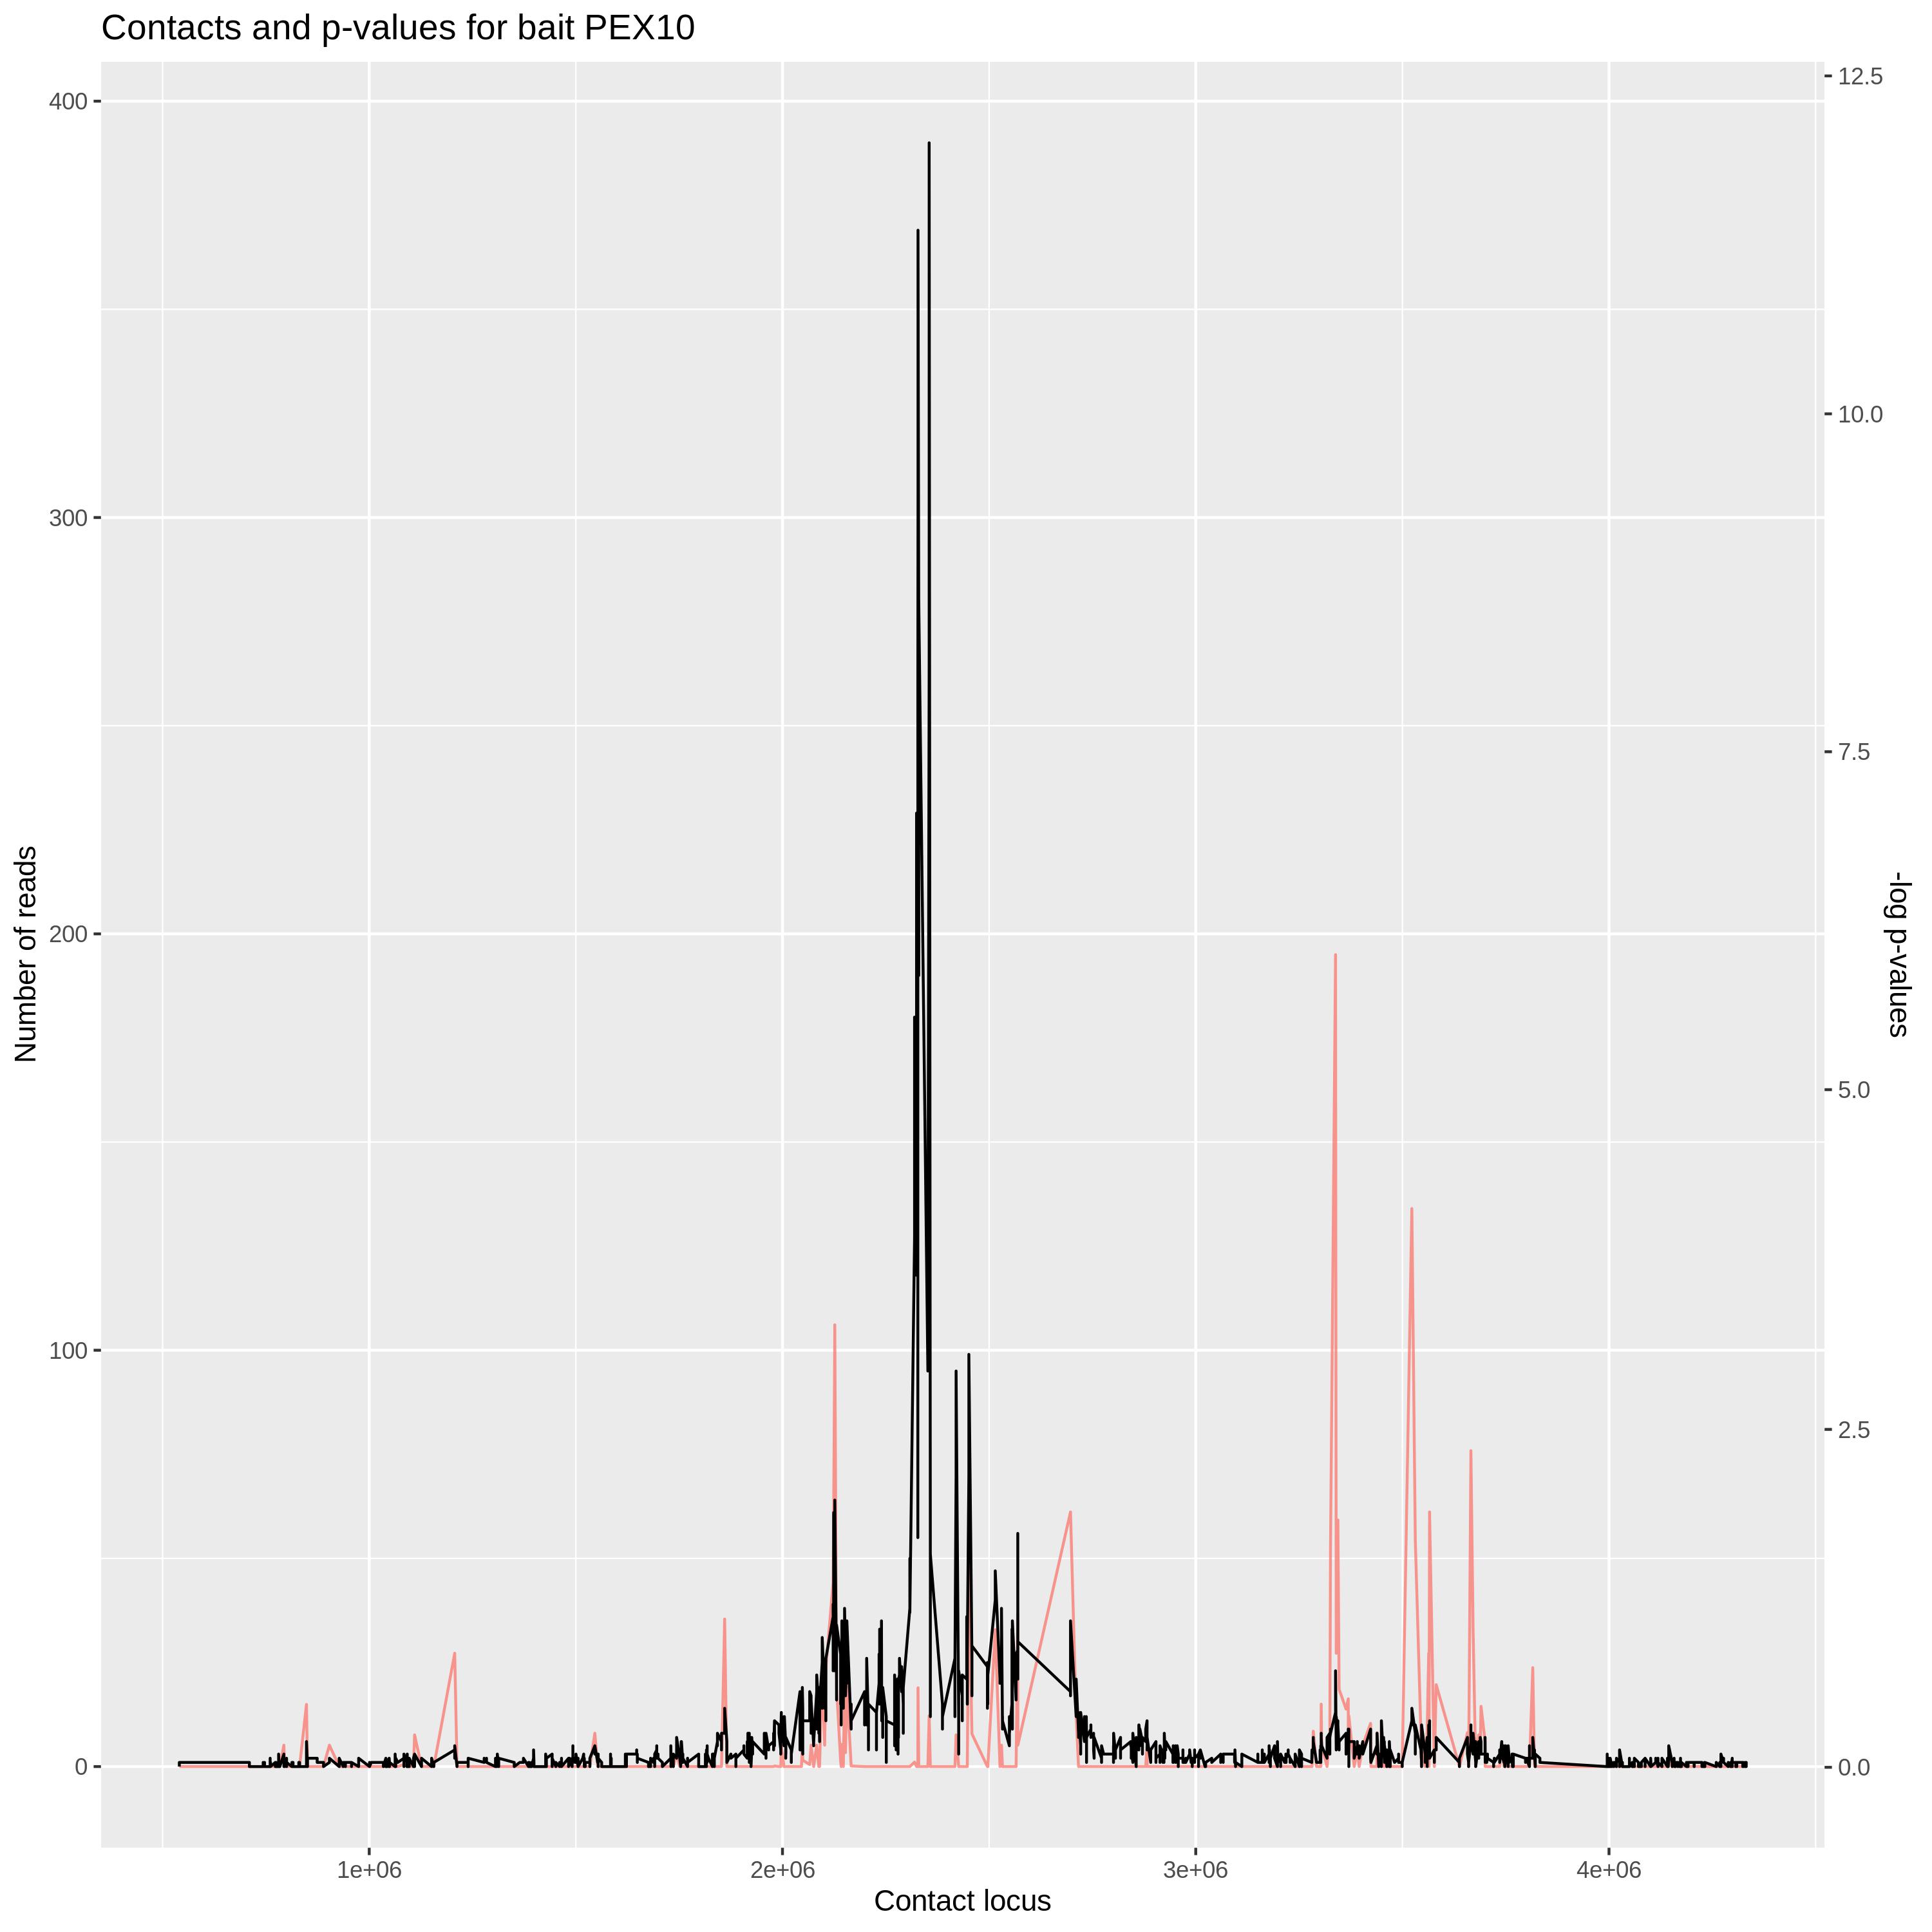 Contacts and p-values for bait PEX10
400
300
200
100
0
Number of reads
12.5
10.0
7.5
5.0
2.5
0.0
-log p-values
1e+06
2e+06
3e+06
4e+06
Contact locus